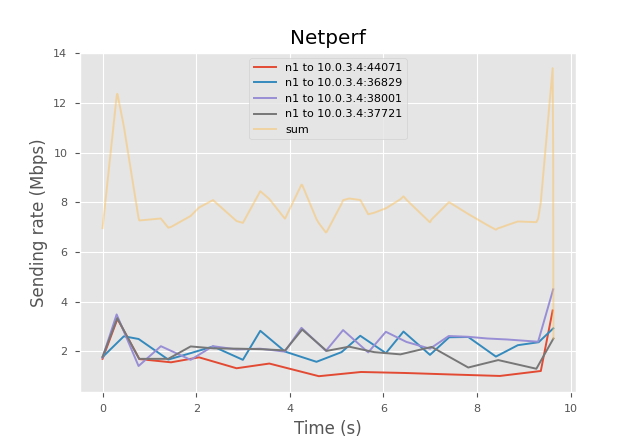 Netperf
14
12
10
8
6
4
2
Sending rate (Mbps)
n1 to 10.0.3.4:44071
n1 to 10.0.3.4:36829
n1 to 10.0.3.4:38001
n1 to 10.0.3.4:37721
sum
0 2 4 6 8 10
Time (s)